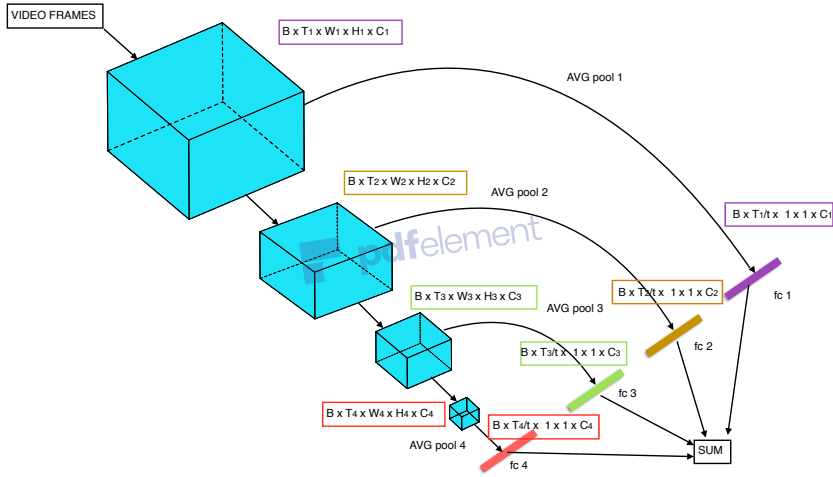 VIDEO FRAMES
B x T1 x W1 x H1 x C1
AVG pool 1
B x T2 x W2 x H2 x C2
AVG pool 2
B x T1/t x 1 x 1 x C1
pdfelement
B x T3 x W3 x H3 x C3
B x T2/t x 1 x 1 x C2
fc 1
AVG pool 3
fc 2
B x T3/t x 1 x 1 x C3
fc 3
B x T4 x W4 x H4 x C4
B x T4/t x 1 x 1 x C4
AVG pool 4
SUM
fc 4